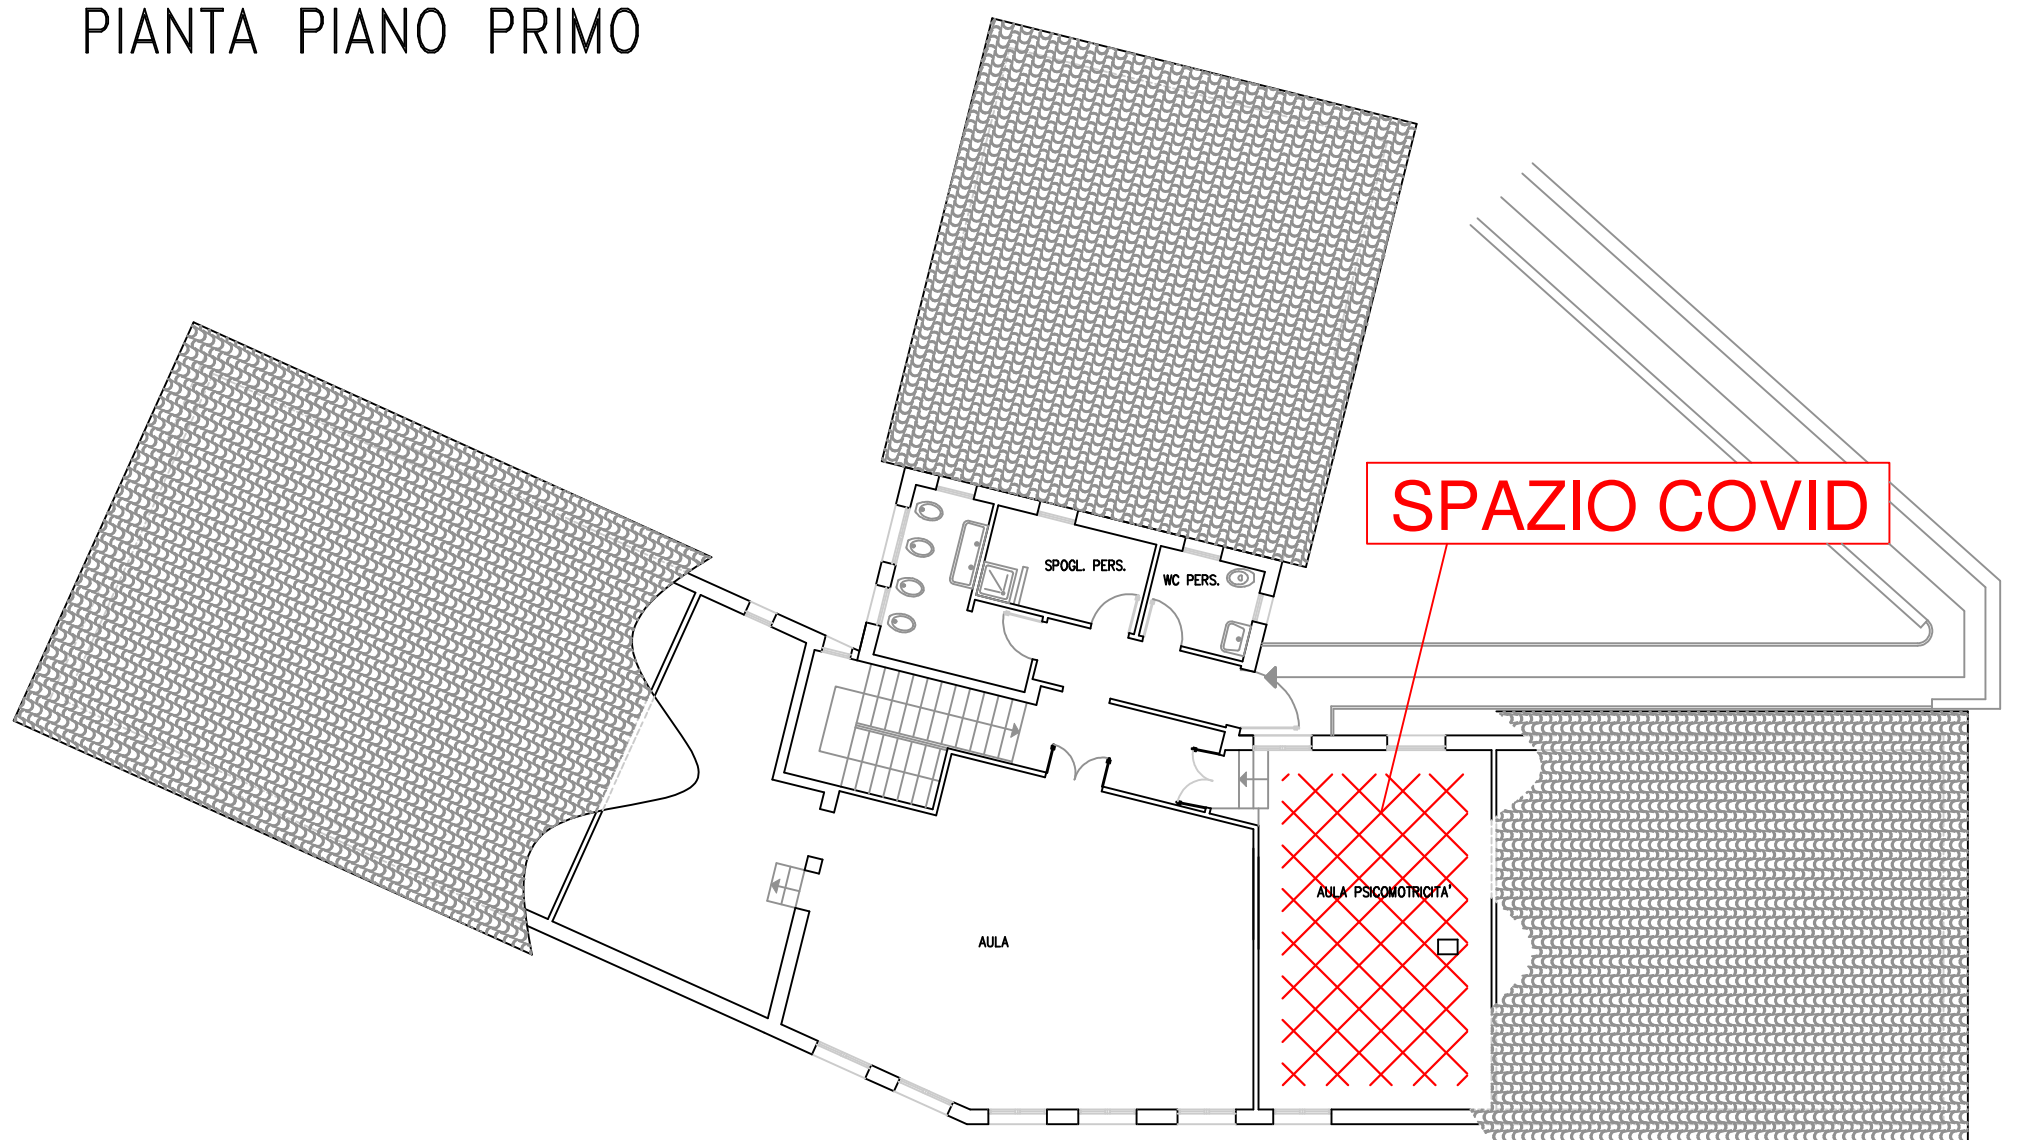 PIANTA PIANO PRIMO
SPAZIO COVID
SPOGL. PERS.
WC PERS.
AULA PSICOMOTRICITA'
AULA